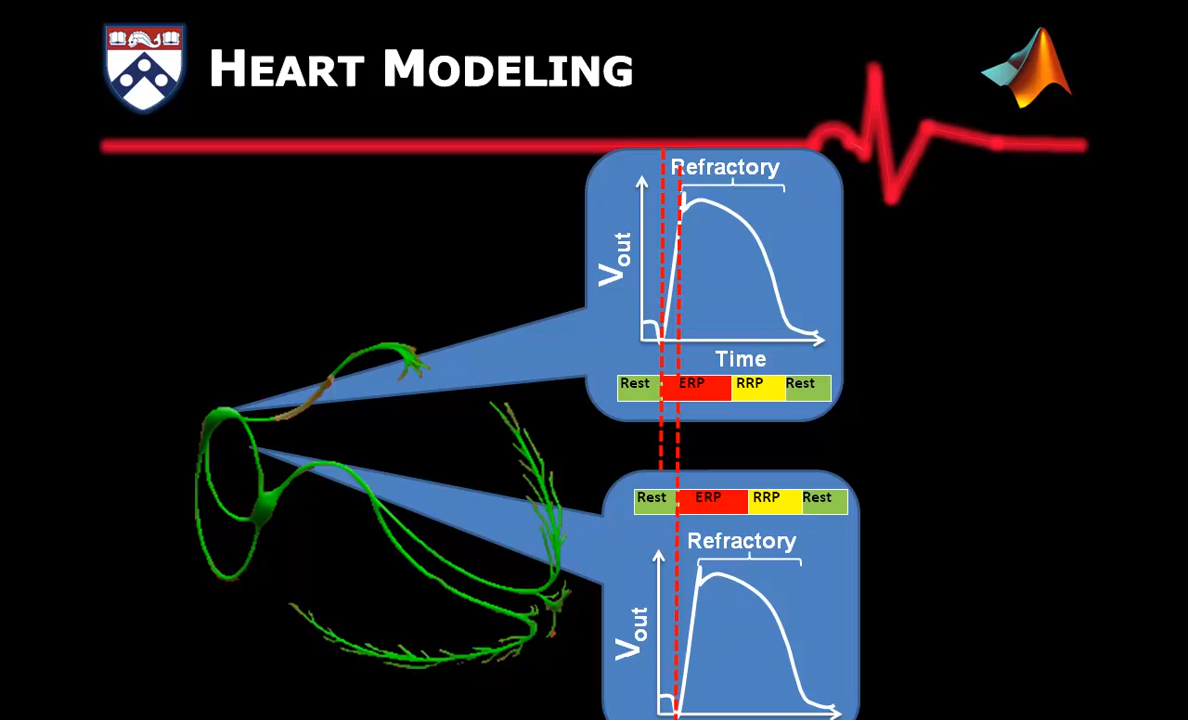 HEART MODELING
Refractory
Vout
Time
Rest ERP RRP Rest
Rest ERP RRP Rest
Refractory
Vout